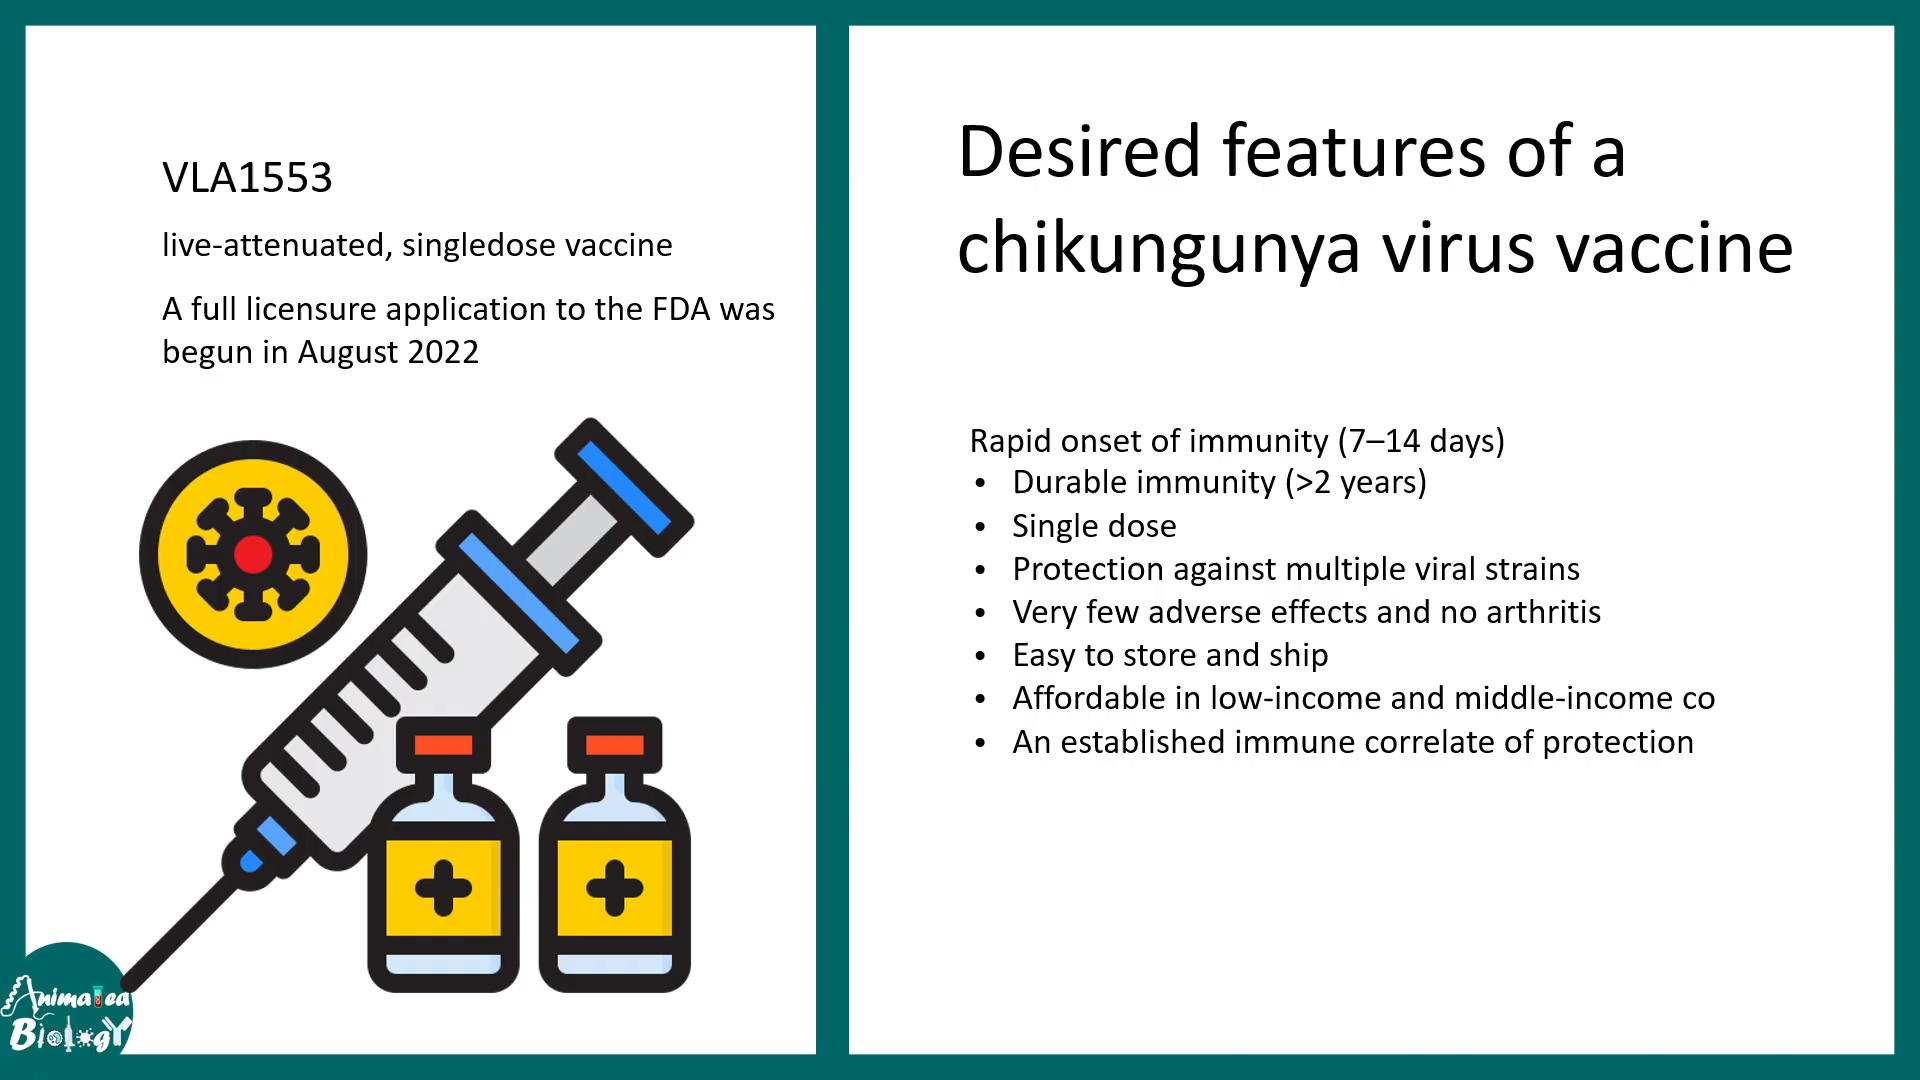 VLA1553
live-attenuated, singledose vaccine
A full licensure application to the FDA was
begun in August 2022
Desired features of a
chikungunya virus vaccine
Rapid onset of immunity (7–14 days)
• Durable immunity (>2 years)
• Single dose
• Protection against multiple viral strains
• Very few adverse effects and no arthritis
• Easy to store and ship
• Affordable in low-income and middle-income co
• An established immune correlate of protection
Animated
Biology